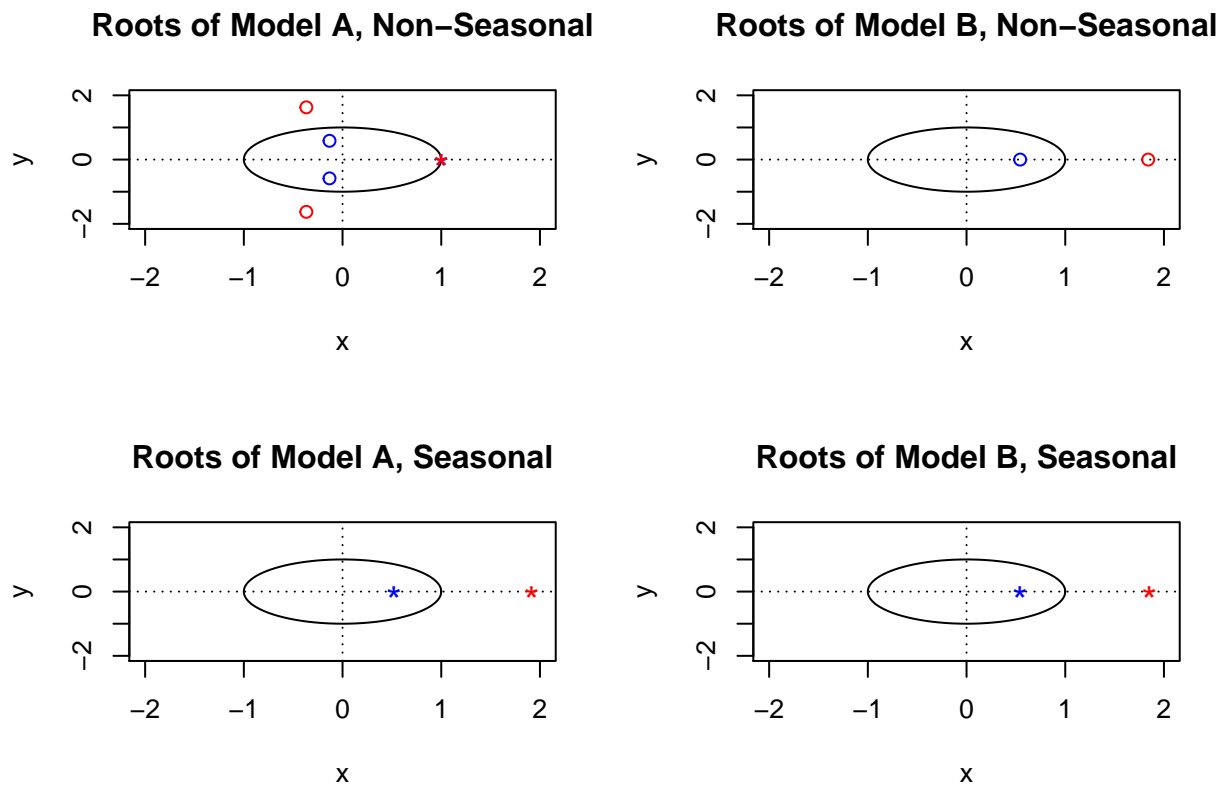 Roots of Model A, Non−Seasonal
y
2
0
−2
−2 −1 0 1 2
x
Roots of Model B, Non−Seasonal
y
2
0
−2
−2 −1 0 1 2
x
Roots of Model A, Seasonal
y
2
0
−2
−2 −1 0 1 2
x
Roots of Model B, Seasonal
y
2
0
−2
−2 −1 0 1 2
x